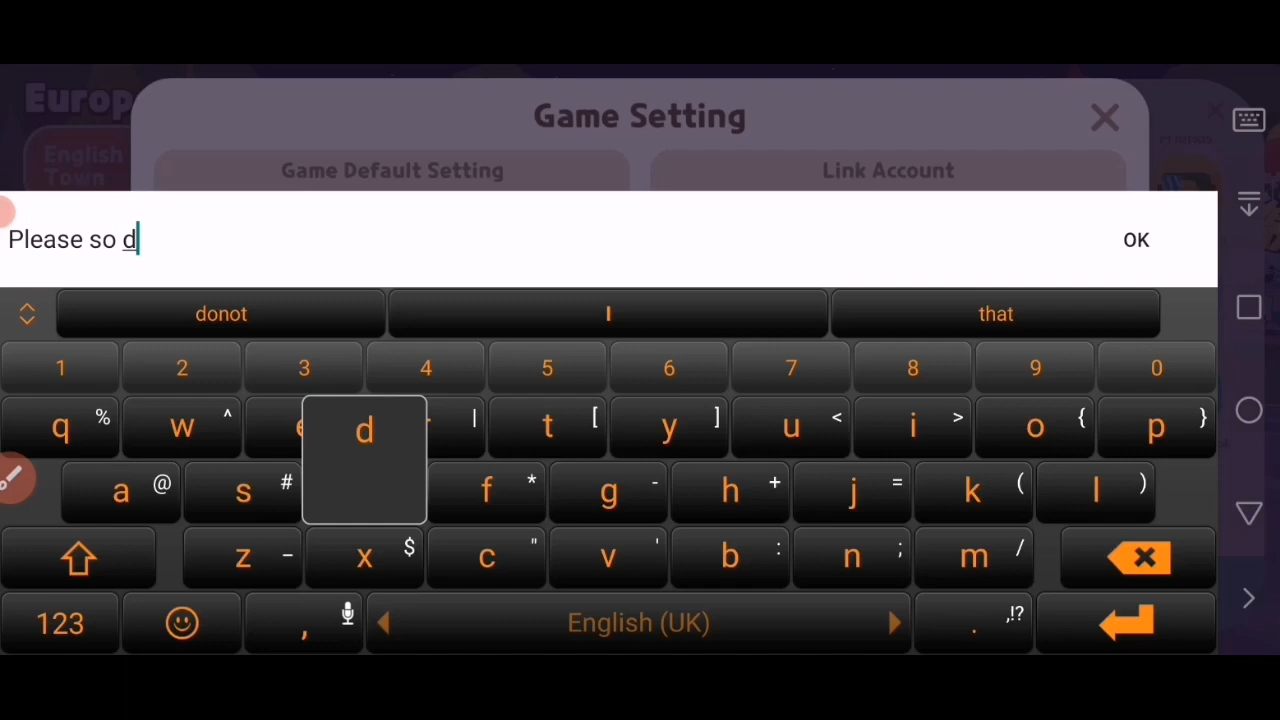 Europ
Game Setting
English
Town
Game Default Setting
Link Account
Please so d
OK
donot
I
that
1 2 3 4 5 6 7 8 9 0
q % w ^ e | t [ y ] u < i > o { p }
d
a @ s # f * g - h + j = k ( l )
z _ x $ c " v ' b : n ; m /
123 , English (UK) . ,!?